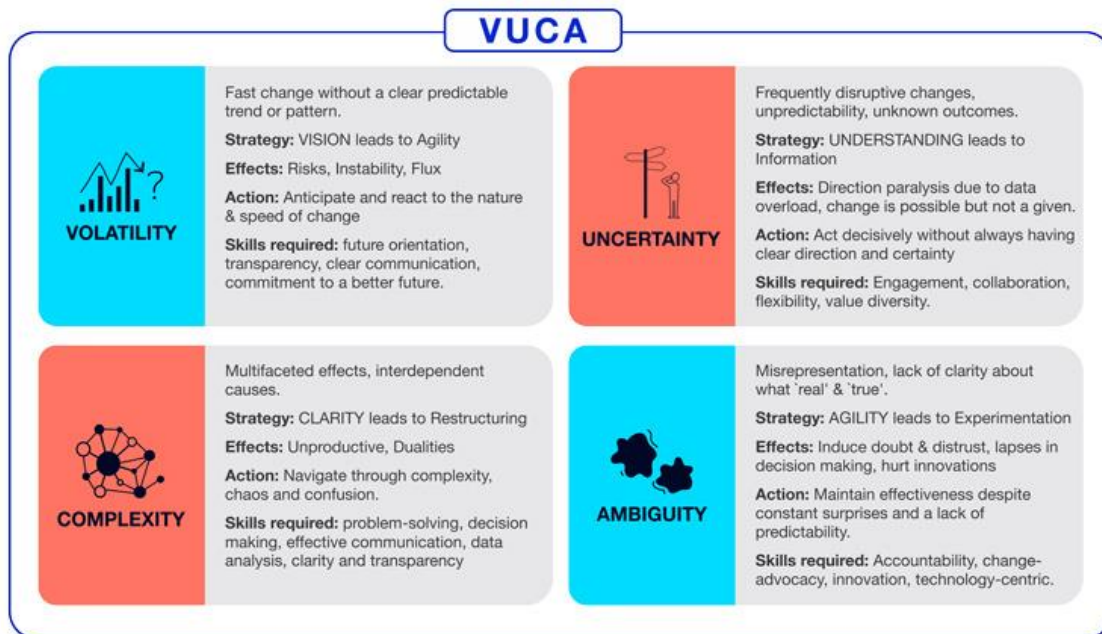 VUCA
Fast change without a clear predictable
trend or pattern.
Strategy: VISION leads to Agility
Effects: Risks, Instability, Flux
Action: Anticipate and react to the nature
& speed of change
Skills required: future orientation,
transparency, clear communication,
commitment to a better future.
?
VOLATILITY
Frequently disruptive changes,
unpredictability, unknown outcomes.
Strategy: UNDERSTANDING leads to
Information
Effects: Direction paralysis due to data
overload, change is possible but not a given.
Action: Act decisively without always having
clear direction and certainty
Skills required: Engagement, collaboration,
flexibility, value diversity.
UNCERTAINTY
Multifaceted effects, interdependent
causes.
Strategy: CLARITY leads to Restructuring
Effects: Unproductive, Dualities
Action: Navigate through complexity,
chaos and confusion.
Skills required: problem-solving, decision
making, effective communication, data
analysis, clarity and transparency
COMPLEXITY
Misrepresentation, lack of clarity about
what `real' & `true'.
Strategy: AGILITY leads to Experimentation
Effects: Induce doubt & distrust, lapses in
decision making, hurt innovations
Action: Maintain effectiveness despite
constant surprises and a lack of
predictability.
Skills required: Accountability, change-
advocacy, innovation, technology-centric.
AMBIGUITY